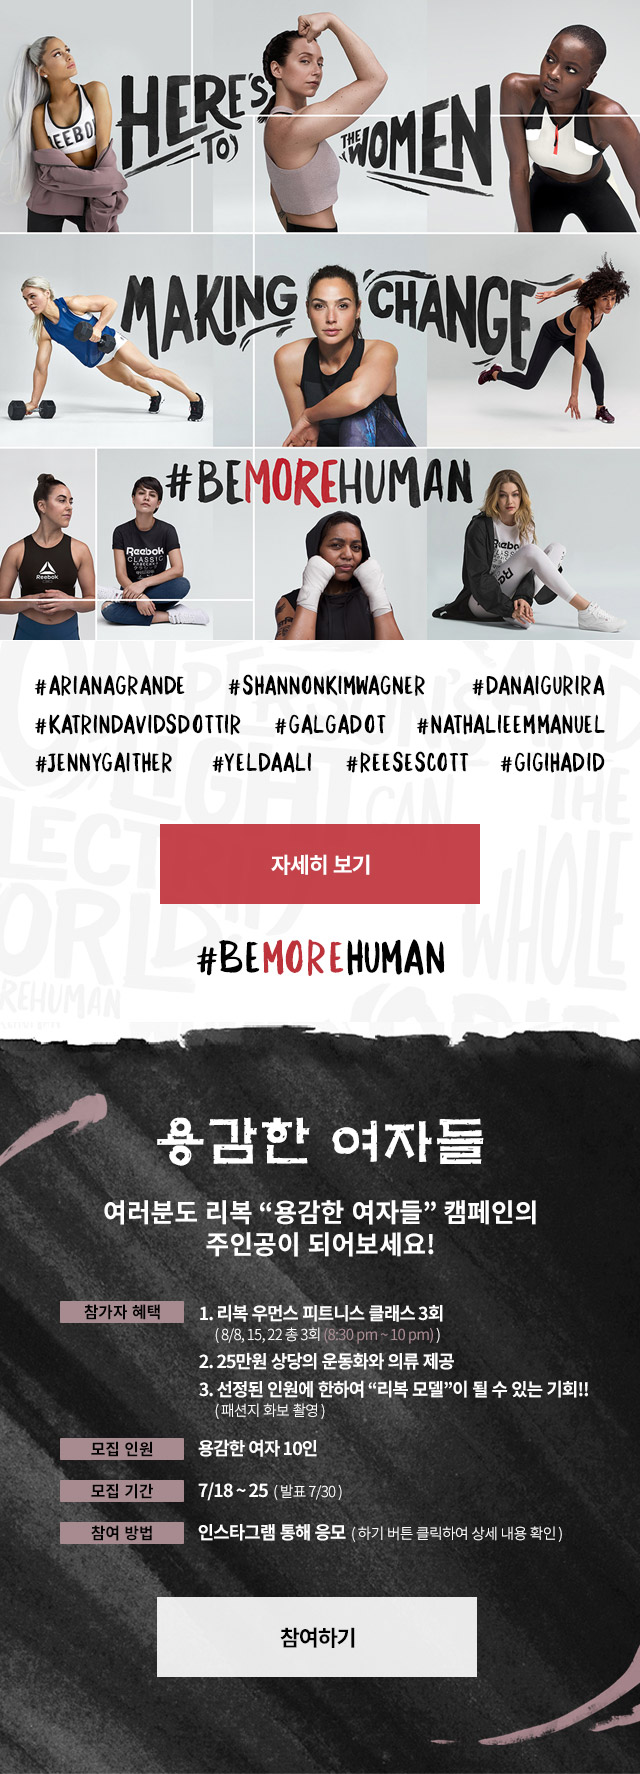 HERE'S
TO)
THE
WOMEN
EEBO
MAKING
CHANGE
#BEMOREHUMAN
Reebok
Reebok
CLASSIC
Reebo
#ARIANAGRANDE #SHANNONKIMWAGNER #DANAIGURIRA
#KATRINDAVIDSDOTTIR #GALGADOT #NATHALIEEMMANUEL
#JENNYGAITHER #YELDAALI #REESESCOTT #GIGIHADID
자세히 보기
#BEMOREHUMAN
용감한 여자들
여러분도 리복 “용감한 여자들” 캠페인의
주인공이 되어보세요!
참가자 혜택 1. 리복 우먼스 피트니스 클래스 3회
( 8/8, 15, 22 총 3회 (8:30 pm ~ 10 pm) )
2. 25만원 상당의 운동화와 의류 제공
3. 선정된 인원에 한하여 “리복 모델”이 될 수 있는 기회!!
( 패션지 화보 촬영 )
모집 인원 용감한 여자 10인
모집 기간 7/18 ~ 25 ( 발표 7/30 )
참여 방법 인스타그램 통해 응모 ( 하기 버튼 클릭하여 상세 내용 확인 )
참여하기